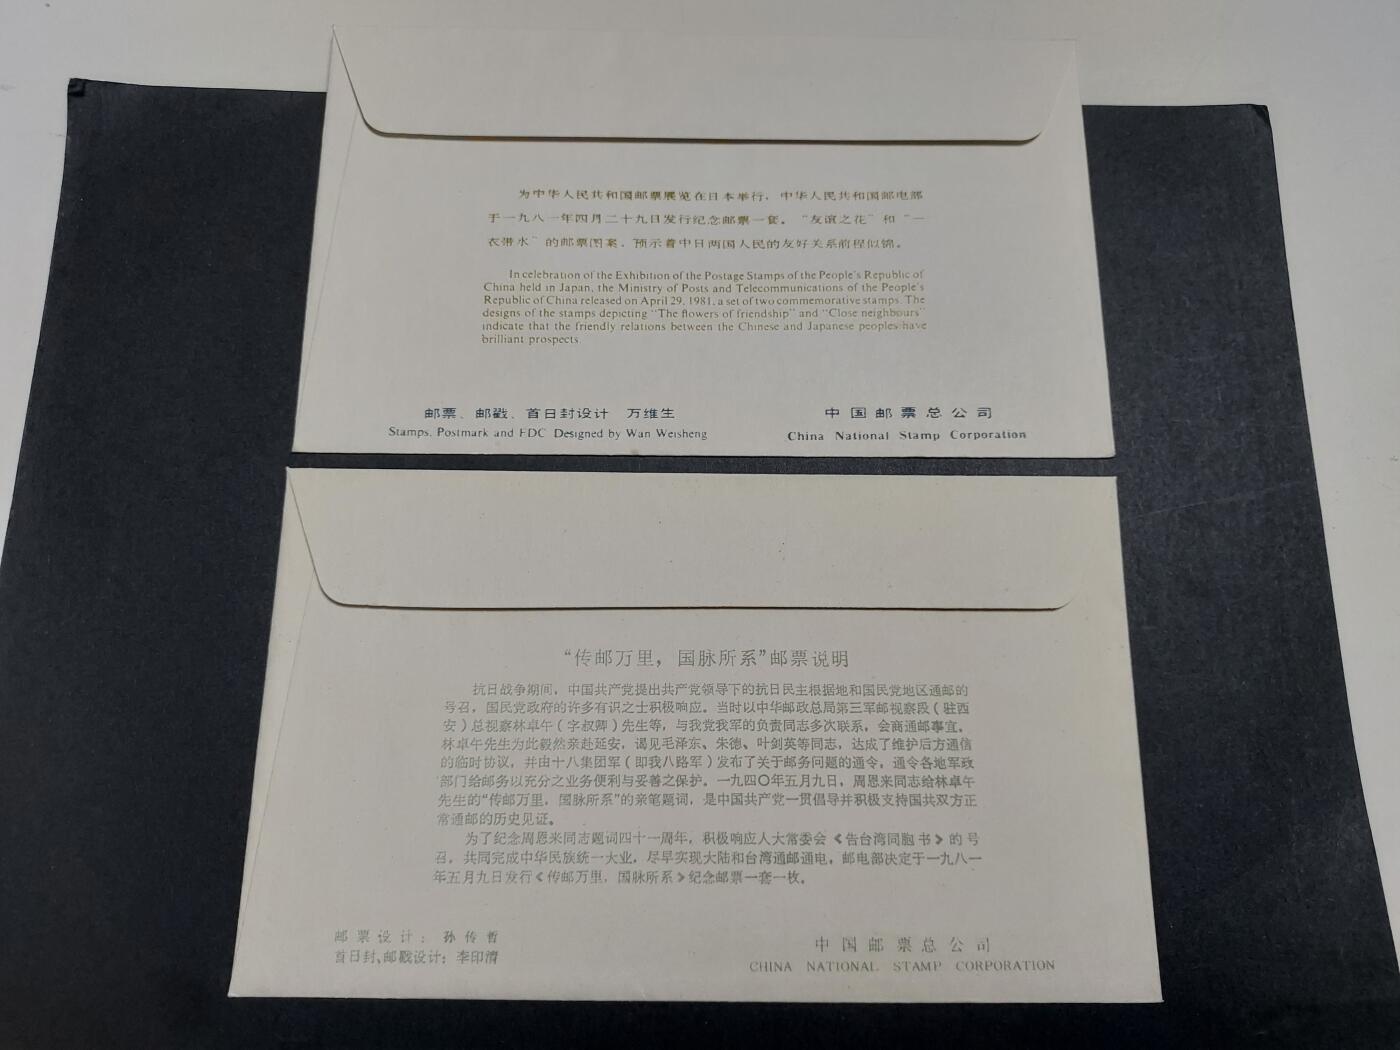 为中华人民共和国邮票展览在日本举行，中华人民共和国邮电部
于一九八一年四月二十九日发行纪念邮票一套。“友谊之花”和“一
衣带水”的邮票图案，预示着中日两国人民的友好关系前程似锦。
In celebration of the Exhibition of the Postage Stamps of the People's Republic of
China held in Japan, the Ministry of Posts and Telecommunications of the People's
Republic of China released on April 29, 1981, a set of two commemorative stamps. The
designs of the stamps depicting "The flowers of friendship" and "Close neighbours"
indicate that the friendly relations between the Chinese and Japanese peoples have
brilliant prospects.
邮票、邮戳、首日封设计 万维生
Stamps, Postmark and FDC Designed by Wan Weisheng
中国邮票总公司
China National Stamp Corporation
“传邮万里，国脉所系”邮票说明
抗日战争期间，中国共产党提出共产党领导下的抗日民主根据地和国民党地区通邮的
号召，国民党政府的许多有识之士积极响应。当时以中华邮政总局第三军邮视察段（驻西
安）总视察林卓午（字叔卿）先生等，与我党我军的负责同志多次联系，会商通邮事宜。
林卓午先生为此毅然亲赴延安，谒见毛泽东、朱德、叶剑英等同志，达成了维护后方通信
的临时协议，并由十八集团军（即我八路军）发布了关于邮务问题的通令，通令各地军政
部门给邮务以充分之业务便利与妥善之保护。一九四〇年五月九日，周恩来同志给林卓午
先生的“传邮万里，国脉所系”的亲笔题词，是中国共产党一贯倡导并积极支持国共双方正
常通邮的历史见证。
为了纪念周恩来同志题词四十一周年，积极响应人大常委会《告台湾同胞书》的号
召，共同完成中华民族统一大业，尽早实现大陆和台湾通邮通电，邮电部决定于一九八一
年五月九日发行《传邮万里，国脉所系》纪念邮票一套一枚。
邮票设计：孙传哲
首日封、邮戳设计：李印清
中国邮票总公司
CHINA NATIONAL STAMP CORPORATION